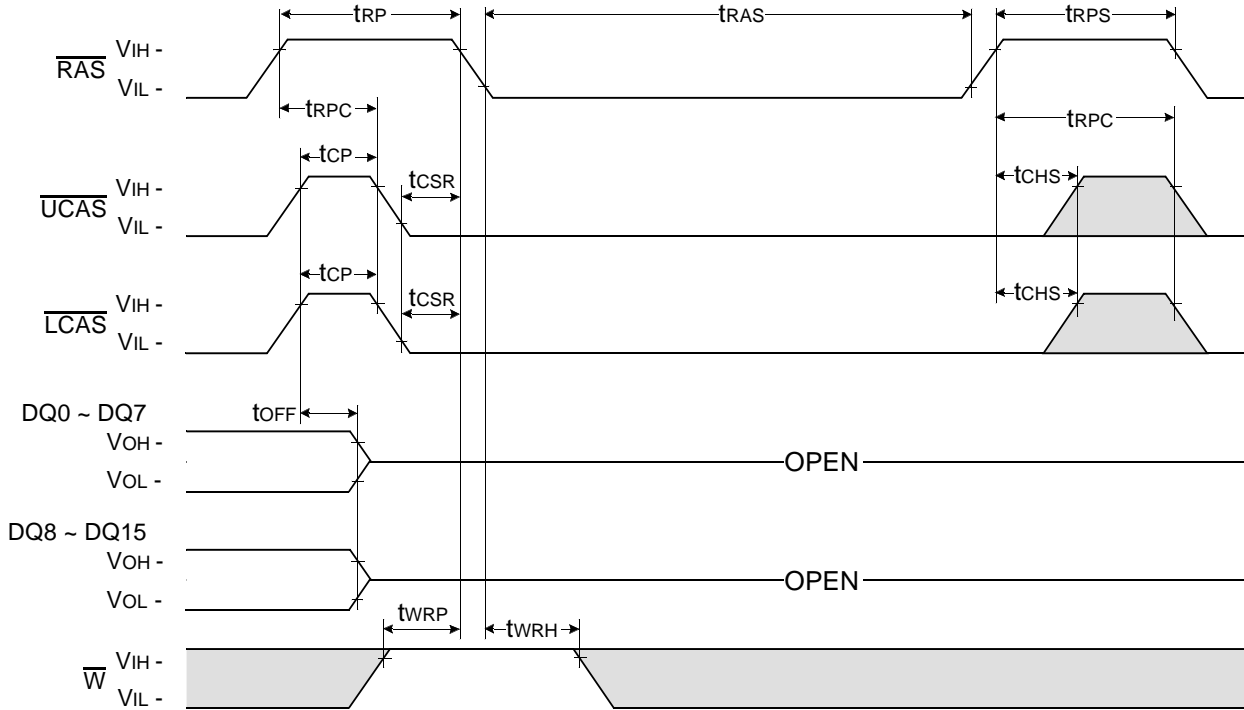 tRP
tRAS
tRPS
RAS
VIH -
VIL -
tRPC
tRPC
tCP
tCSR
tCHS
UCAS
VIH -
VIL -
tCP
tCSR
tCHS
LCAS
VIH -
VIL -
DQ0 ~ DQ7
tOFF
VOH -
VOL -
OPEN
DQ8 ~ DQ15
VOH -
VOL -
OPEN
tWRP
tWRH
W
VIH -
VIL -